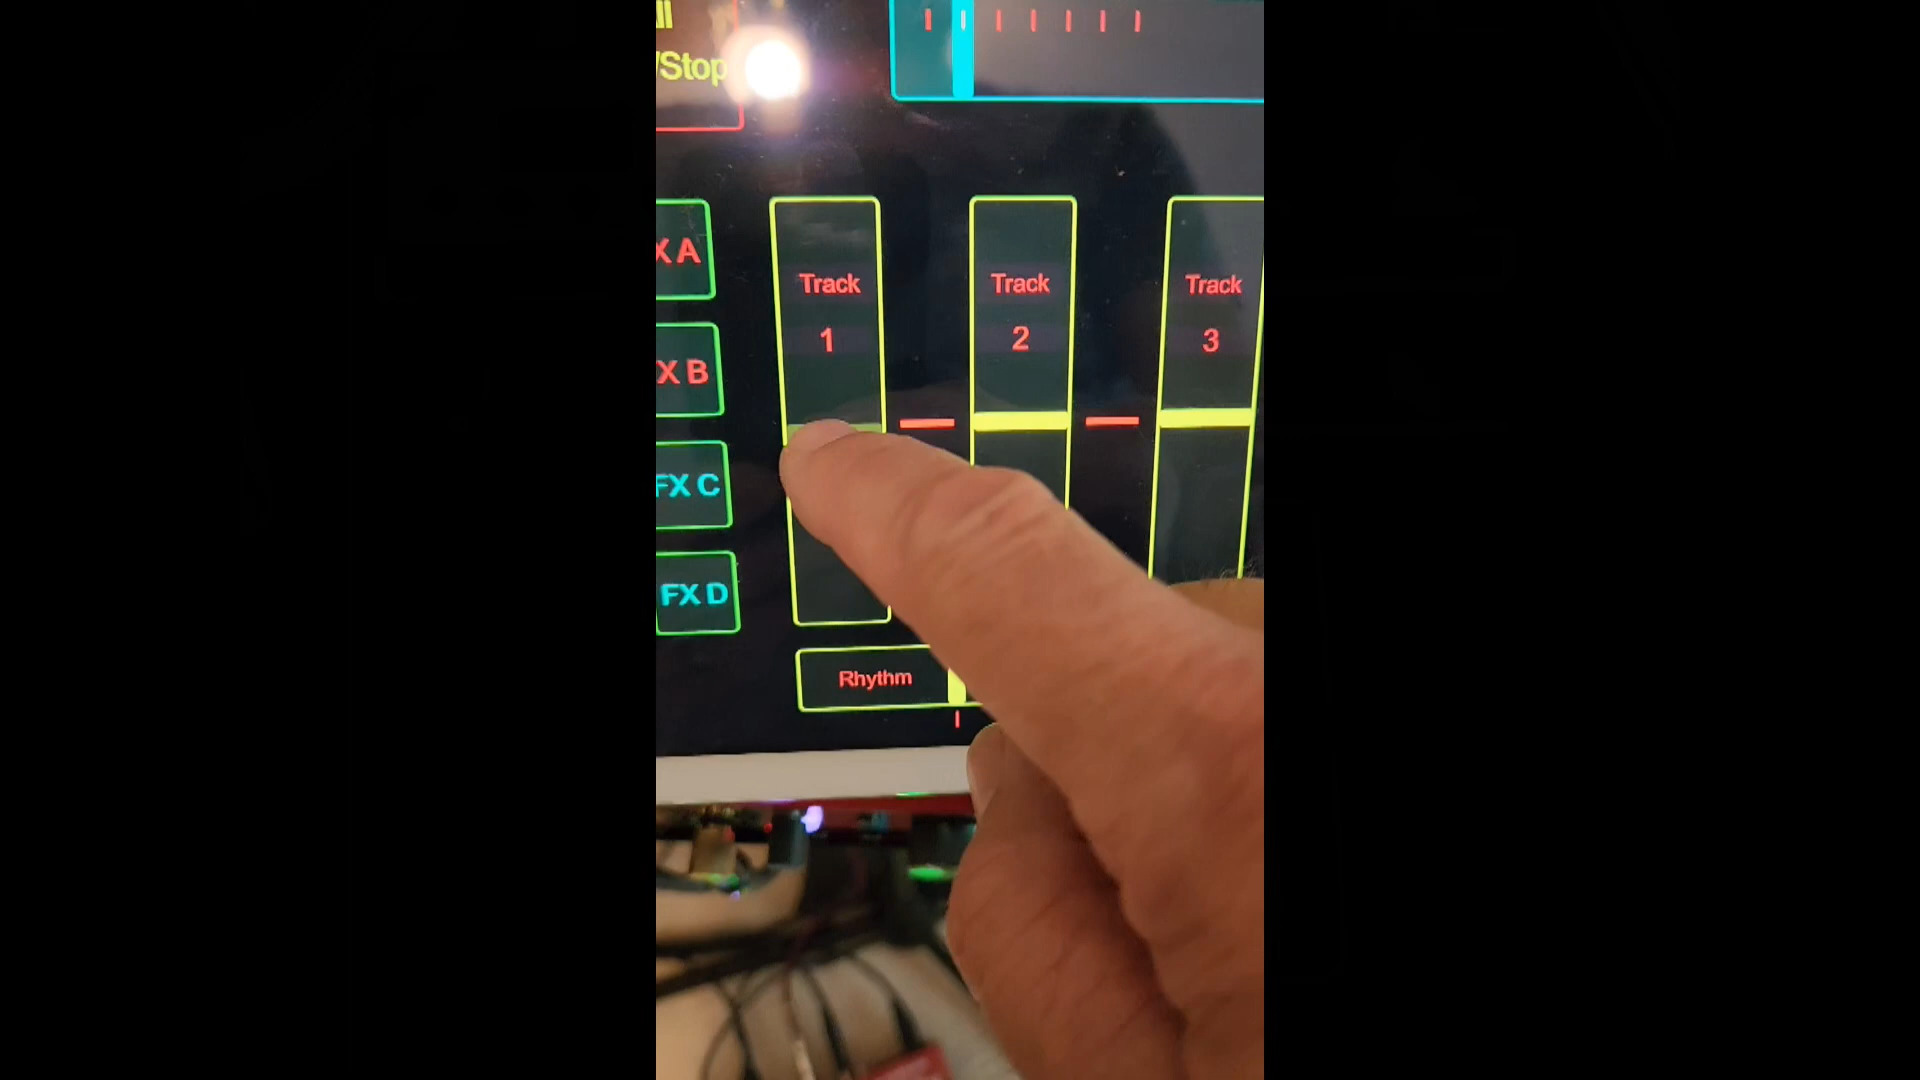 /Stop
X A
Track
1
Track
2
Track
3
X B
FX C
FX D
Rhythm